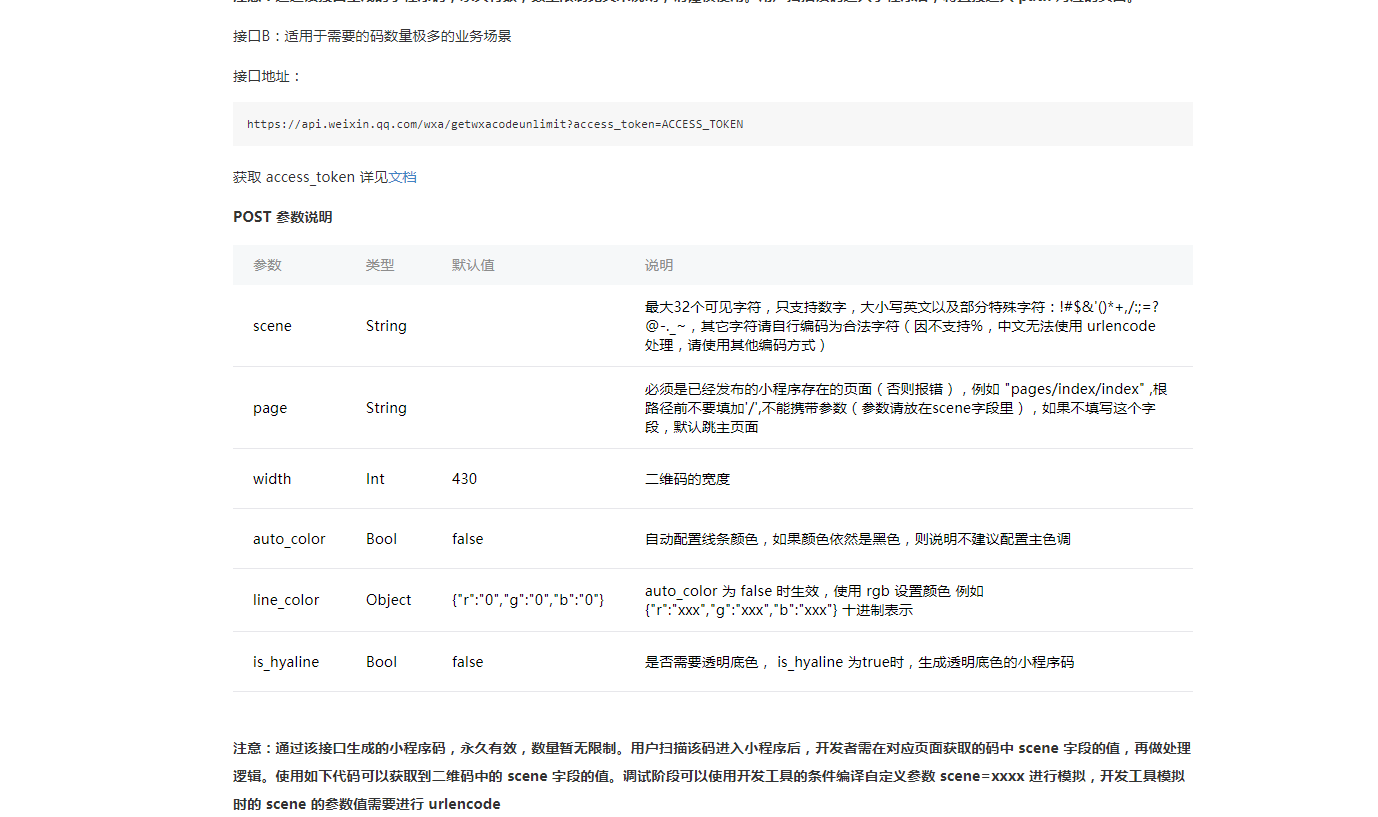 接口B：适用于需要的码数量极多的业务场景
接口地址：
https://api.weixin.qq.com/wxa/getwxacodeunlimit?access_token=ACCESS_TOKEN
获取 access_token 详见文档
POST 参数说明
参数 类型 默认值 说明
scene String 最大32个可见字符，只支持数字，大小写英文以及部分特殊字符：!#$&'()*+,/:;=?
@-._~，其它字符请自行编码为合法字符（因不支持%，中文无法使用 urlencode
处理，请使用其他编码方式）
page String 必须是已经发布的小程序存在的页面（否则报错），例如 "pages/index/index" ,根
路径前不要填加'/',不能携带参数（参数请放在scene字段里），如果不填写这个字
段，默认跳主页面
width Int 430 二维码的宽度
auto_color Bool false 自动配置线条颜色，如果颜色依然是黑色，则说明不建议配置主色调
line_color Object {"r":"0","g":"0","b":"0"} auto_color 为 false 时生效，使用 rgb 设置颜色 例如
{"r":"xxx","g":"xxx","b":"xxx"} 十进制表示
is_hyaline Bool false 是否需要透明底色， is_hyaline 为true时，生成透明底色的小程序码
注意：通过该接口生成的小程序码，永久有效，数量暂无限制。用户扫描该码进入小程序后，开发者需在对应页面获取的码中 scene 字段的值，再做处理
逻辑。使用如下代码可以获取到二维码中的 scene 字段的值。调试阶段可以使用开发工具的条件编译自定义参数 scene=xxxx 进行模拟，开发工具模拟
时的 scene 的参数值需要进行 urlencode